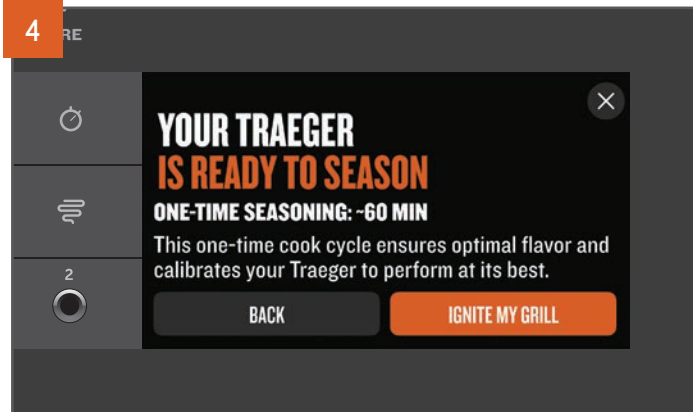 4
RE
YOUR TRAEGER
IS READY TO SEASON
ONE-TIME SEASONING: ~60 MIN
This one-time cook cycle ensures optimal flavor and
calibrates your Traeger to perform at its best.
2
BACK
IGNITE MY GRILL